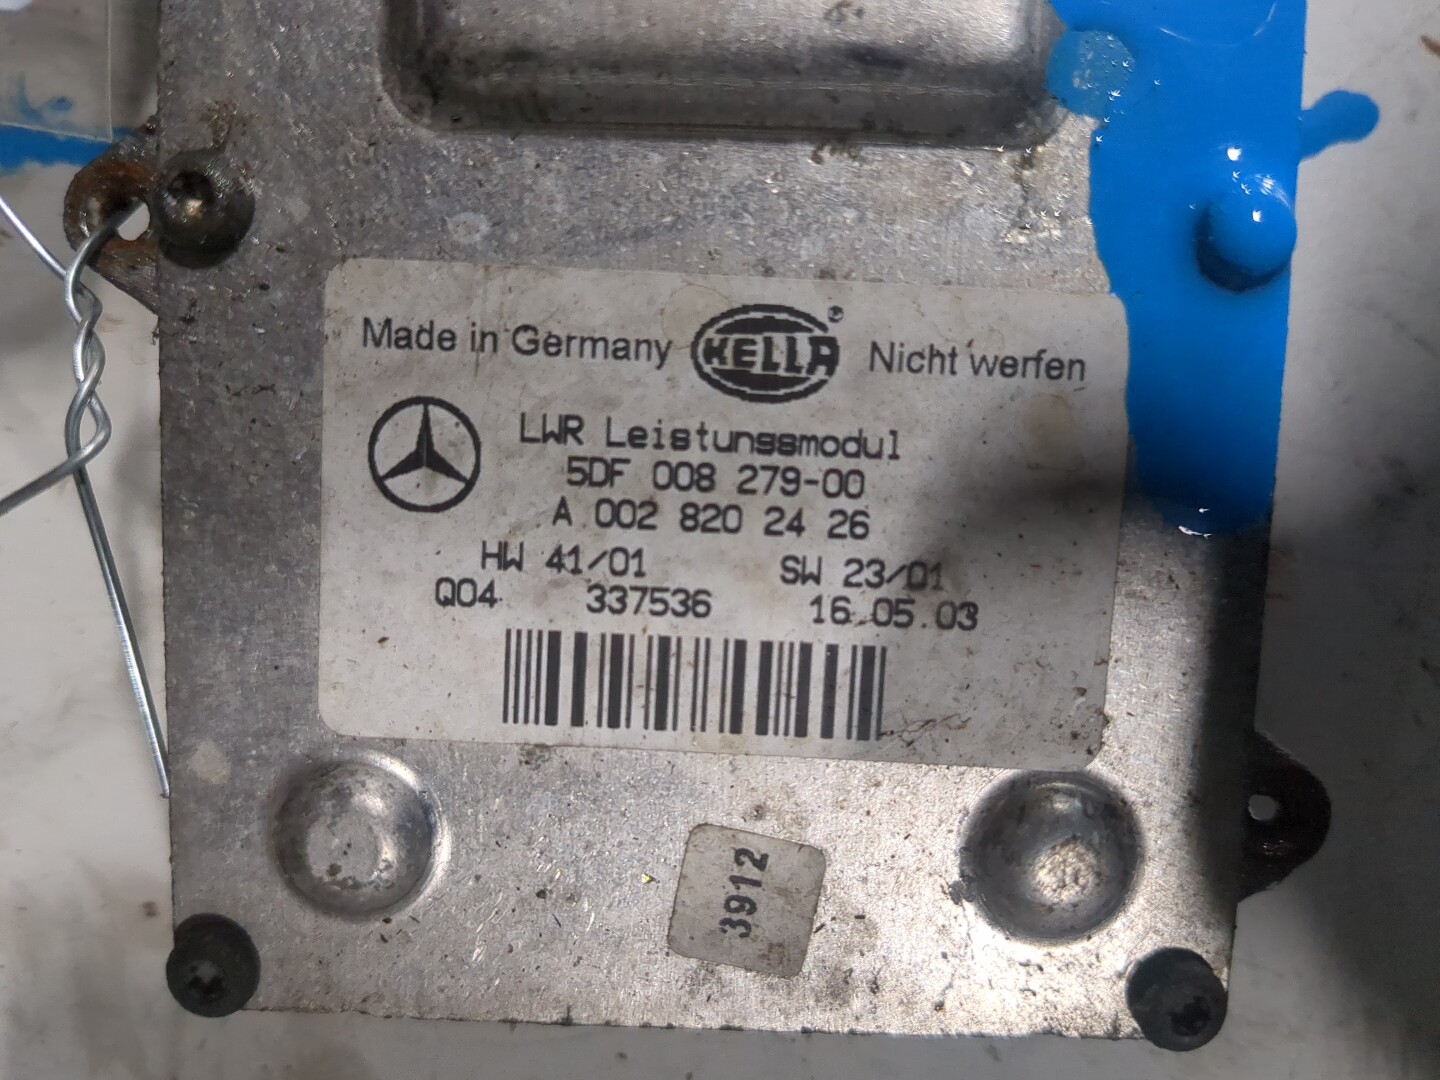 Made in Germany HELLA Nicht werfen
LWR Leistungsmodul
5DF 008 279-00
A 002 820 24 26
HW 41/01 SW 23/01
Q04 337536 16.05.03
3912